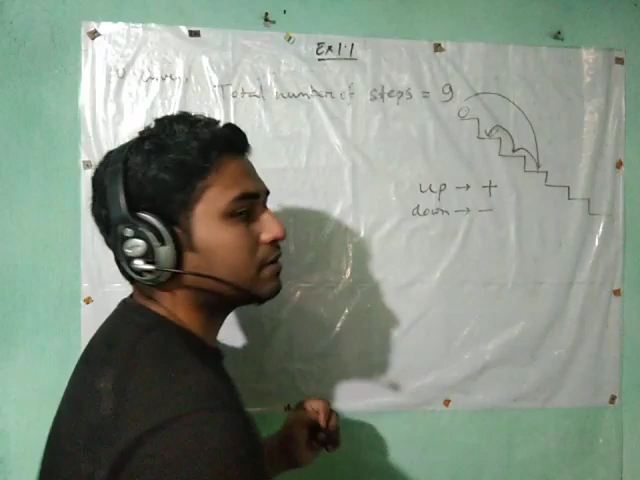 Ex 1.1
Total number of steps = 9
up → +
down → −